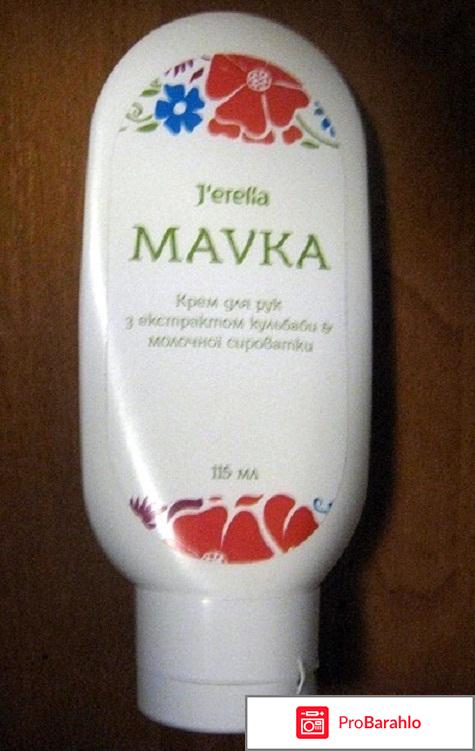 J'erelia
MAVKA
Крем для рук
з екстрактом кульбаби &
молочної сироватки
115 мл
ProBarahlo